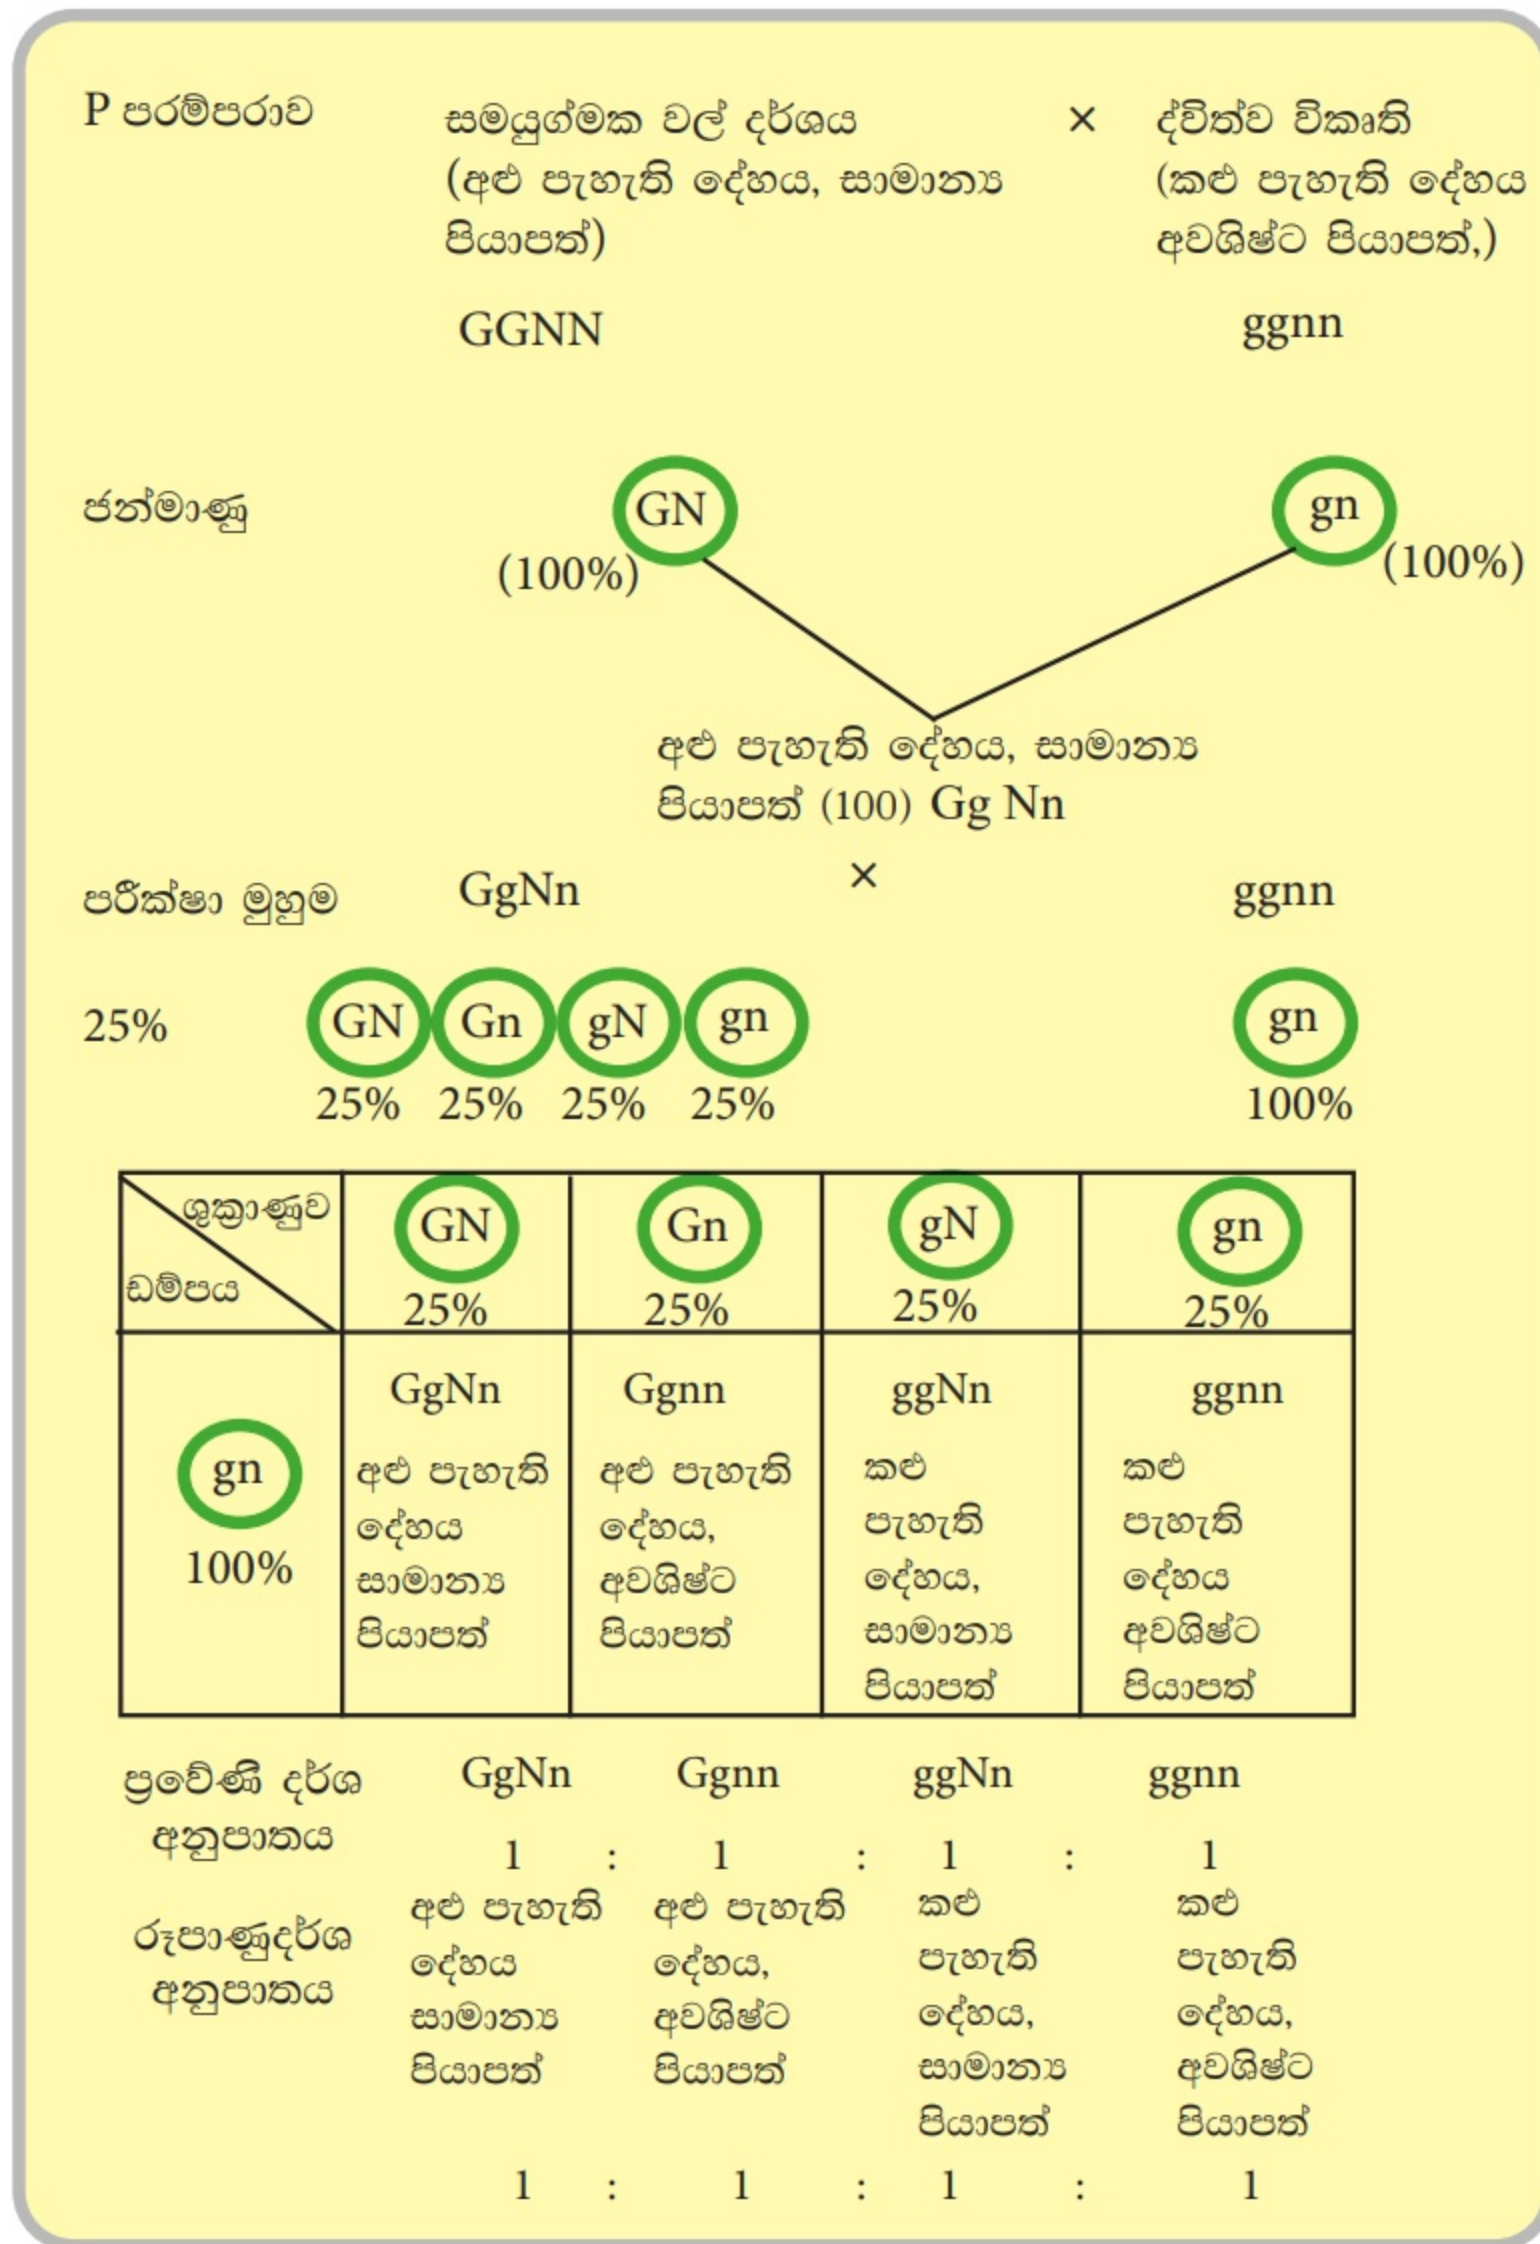 P පරම්පරාව සමයුග්මක වල් දර්ශය × ද්විත්ව විකෘති
(අළු පැහැති දේහය, සාමාන්‍ය (කළු පැහැති දේහය
පියාපත්) අවශිෂ්ට පියාපත්,)
GGNN ggnn
ජන්මාණු GN gn
(100%) (100%)
අළු පැහැති දේහය, සාමාන්‍ය
පියාපත් (100) Gg Nn
පරීක්ෂා මුහුම GgNn × ggnn
25% GN Gn gN gn gn
25% 25% 25% 25% 100%
ශුක්‍රාණුව GN Gn gN gn
ඩම්පය 25% 25% 25% 25%
GgNn Ggnn ggNn ggnn
gn අළු පැහැති අළු පැහැති කළු කළු
දේහය දේහය, පැහැති පැහැති
100% සාමාන්‍ය අවශිෂ්ට දේහය, දේහය
පියාපත් පියාපත් සාමාන්‍ය අවශිෂ්ට
පියාපත් පියාපත්
ප්‍රවේණි දර්ශ GgNn Ggnn ggNn ggnn
අනුපාතය 1 : 1 : 1 : 1
අළු පැහැති අළු පැහැති කළු කළු
රූපාණුදර්ශ දේහය දේහය, පැහැති පැහැති
අනුපාතය සාමාන්‍ය අවශිෂ්ට දේහය, දේහය,
පියාපත් පියාපත් සාමාන්‍ය අවශිෂ්ට
පියාපත් පියාපත්
1 : 1 : 1 : 1